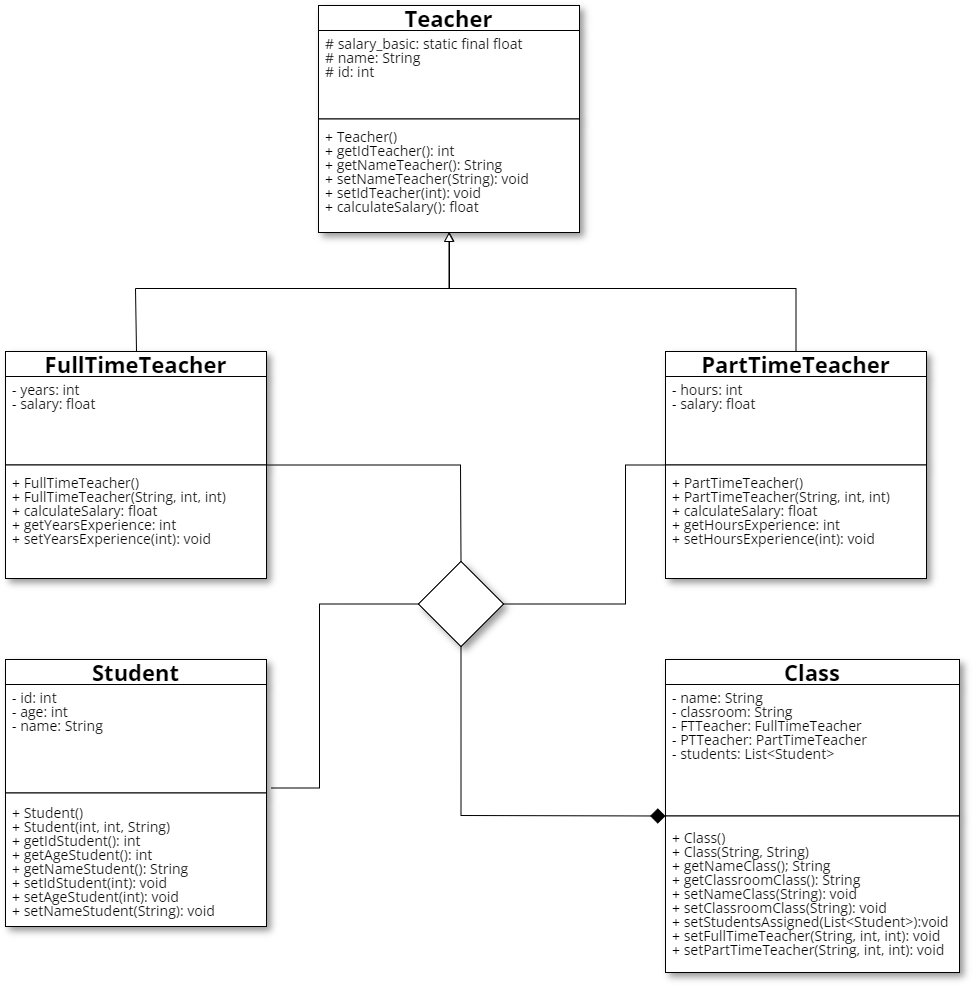 Teacher
# salary_basic: static final float
# name: String
# id: int
+ Teacher()
+ getIdTeacher(): int
+ getNameTeacher(): String
+ setNameTeacher(String): void
+ setIdTeacher(int): void
+ calculateSalary(): float
FullTimeTeacher
- years: int
- salary: float
+ FullTimeTeacher()
+ FullTimeTeacher(String, int, int)
+ calculateSalary: float
+ getYearsExperience: int
+ setYearsExperience(int): void
PartTimeTeacher
- hours: int
- salary: float
+ PartTimeTeacher()
+ PartTimeTeacher(String, int, int)
+ calculateSalary: float
+ getHoursExperience: int
+ setHoursExperience(int): void
Student
- id: int
- age: int
- name: String
+ Student()
+ Student(int, int, String)
+ getIdStudent(): int
+ getAgeStudent(): int
+ getNameStudent(): String
+ setIdStudent(int): void
+ setAgeStudent(int): void
+ setNameStudent(String): void
Class
- name: String
- classroom: String
- FTTeacher: FullTimeTeacher
- PTTeacher: PartTimeTeacher
- students: List<Student>
+ Class()
+ Class(String, String)
+ getNameClass(); String
+ getClassroomClass(): String
+ setNameClass(String): void
+ setClassroomClass(String): void
+ setStudentsAssigned(List<Student>):void
+ setFullTimeTeacher(String, int, int): void
+ setPartTimeTeacher(String, int, int): void